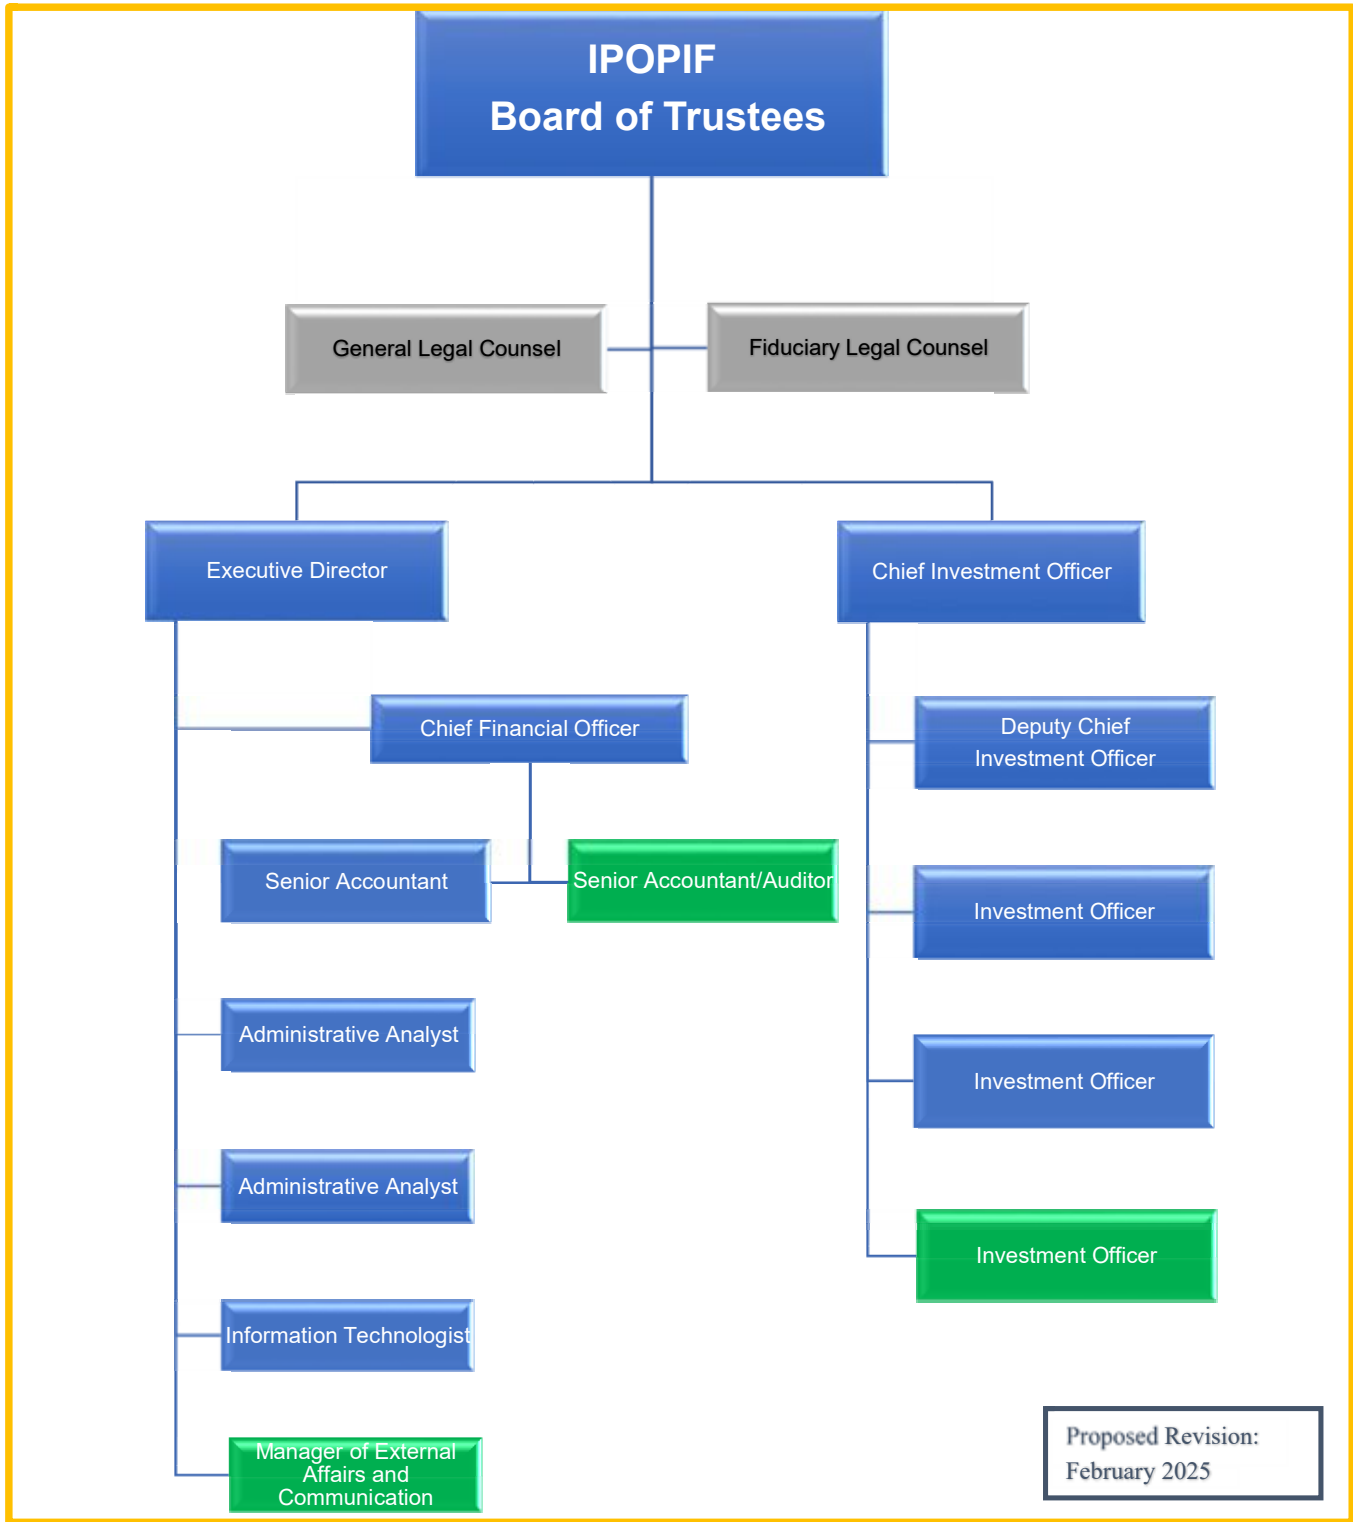 IPOPIF
Board of Trustees
General Legal Counsel
Fiduciary Legal Counsel
Executive Director
Chief Investment Officer
Chief Financial Officer
Deputy Chief
Investment Officer
Senior Accountant
Senior Accountant/Auditor
Investment Officer
Administrative Analyst
Investment Officer
Administrative Analyst
Investment Officer
Information Technologist
Manager of External
Affairs and
Communication
Proposed Revision:
February 2025